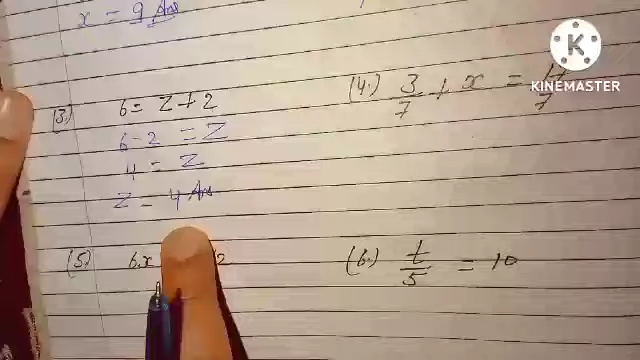 x = 9 Ans
(3.) 6 = z + 2
6 - 2 = z
4 = z
z = 4 Ans
(4.) 3/7 + x = /7
KINEMASTER
(5) 6x 2
(6.) t/5 = 10